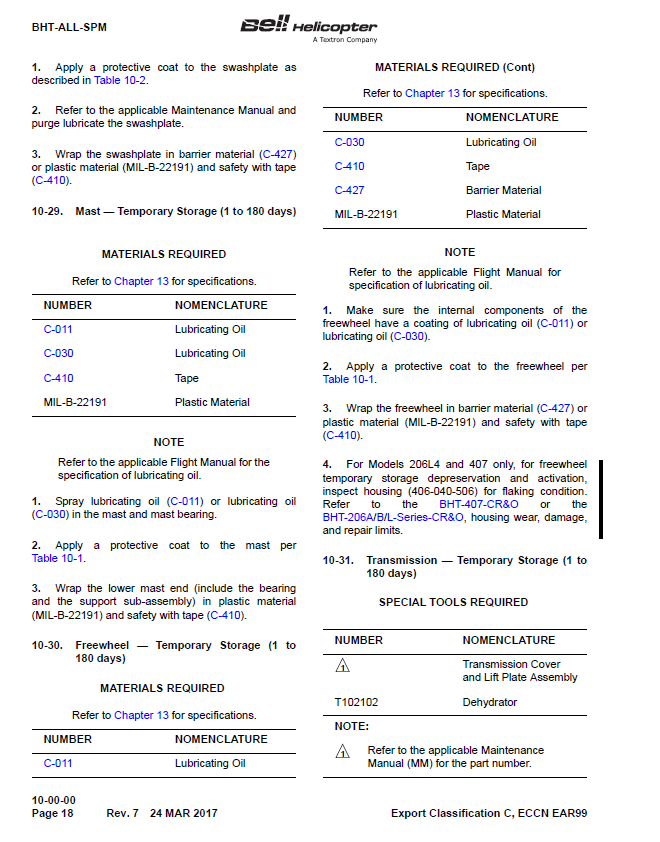 BHT-ALL-SPM
Bell Helicopter
A Textron Company
1. Apply a protective coat to the swashplate as
described in Table 10-2.
2. Refer to the applicable Maintenance Manual and
purge lubricate the swashplate.
3. Wrap the swashplate in barrier material (C-427)
or plastic material (MIL-B-22191) and safety with tape
(C-410).
10-29. Mast — Temporary Storage (1 to 180 days)
MATERIALS REQUIRED
Refer to Chapter 13 for specifications.
NUMBER NOMENCLATURE
C-011 Lubricating Oil
C-030 Lubricating Oil
C-410 Tape
MIL-B-22191 Plastic Material
NOTE
Refer to the applicable Flight Manual for the
specification of lubricating oil.
1. Spray lubricating oil (C-011) or lubricating oil
(C-030) in the mast and mast bearing.
2. Apply a protective coat to the mast per
Table 10-1.
3. Wrap the lower mast end (include the bearing
and the support sub-assembly) in plastic material
(MIL-B-22191) and safety with tape (C-410).
10-30. Freewheel — Temporary Storage (1 to
180 days)
MATERIALS REQUIRED
Refer to Chapter 13 for specifications.
NUMBER NOMENCLATURE
C-011 Lubricating Oil
MATERIALS REQUIRED (Cont)
Refer to Chapter 13 for specifications.
NUMBER NOMENCLATURE
C-030 Lubricating Oil
C-410 Tape
C-427 Barrier Material
MIL-B-22191 Plastic Material
NOTE
Refer to the applicable Flight Manual for
specification of lubricating oil.
1. Make sure the internal components of the
freewheel have a coating of lubricating oil (C-011) or
lubricating oil (C-030).
2. Apply a protective coat to the freewheel per
Table 10-1.
3. Wrap the freewheel in barrier material (C-427) or
plastic material (MIL-B-22191) and safety with tape
(C-410).
4. For Models 206L4 and 407 only, for freewheel
temporary storage depreservation and activation,
inspect housing (406-040-506) for flaking condition.
Refer to the BHT-407-CR&O or the
BHT-206A/B/L-Series-CR&O, housing wear, damage,
and repair limits.
10-31. Transmission — Temporary Storage (1 to
180 days)
SPECIAL TOOLS REQUIRED
NUMBER NOMENCLATURE
1 Transmission Cover
and Lift Plate Assembly
T102102 Dehydrator
NOTE:
1 Refer to the applicable Maintenance
Manual (MM) for the part number.
10-00-00
Page 18 Rev. 7 24 MAR 2017 Export Classification C, ECCN EAR99